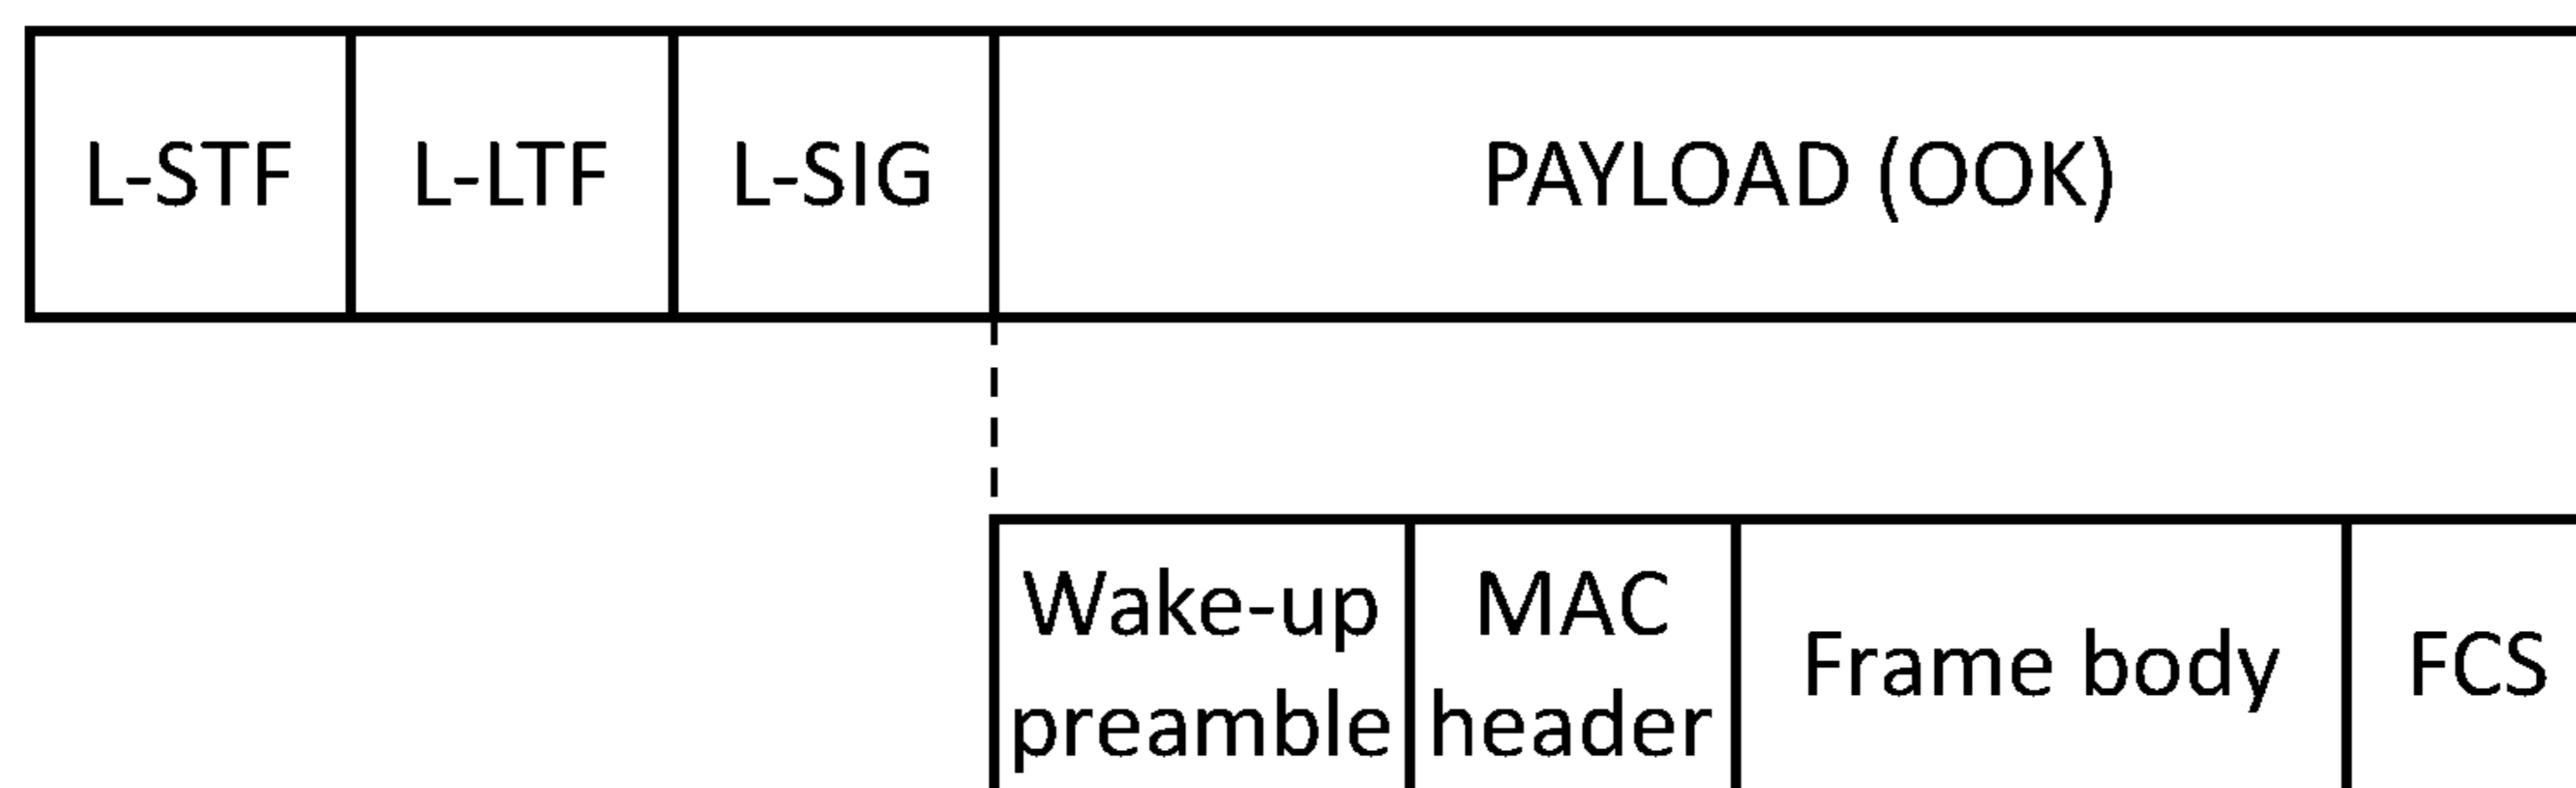 L-STF
L-LTF
L-SIG
PAYLOAD (OOK)
Wake-up
preamble
MAC
header
Frame body
FCS